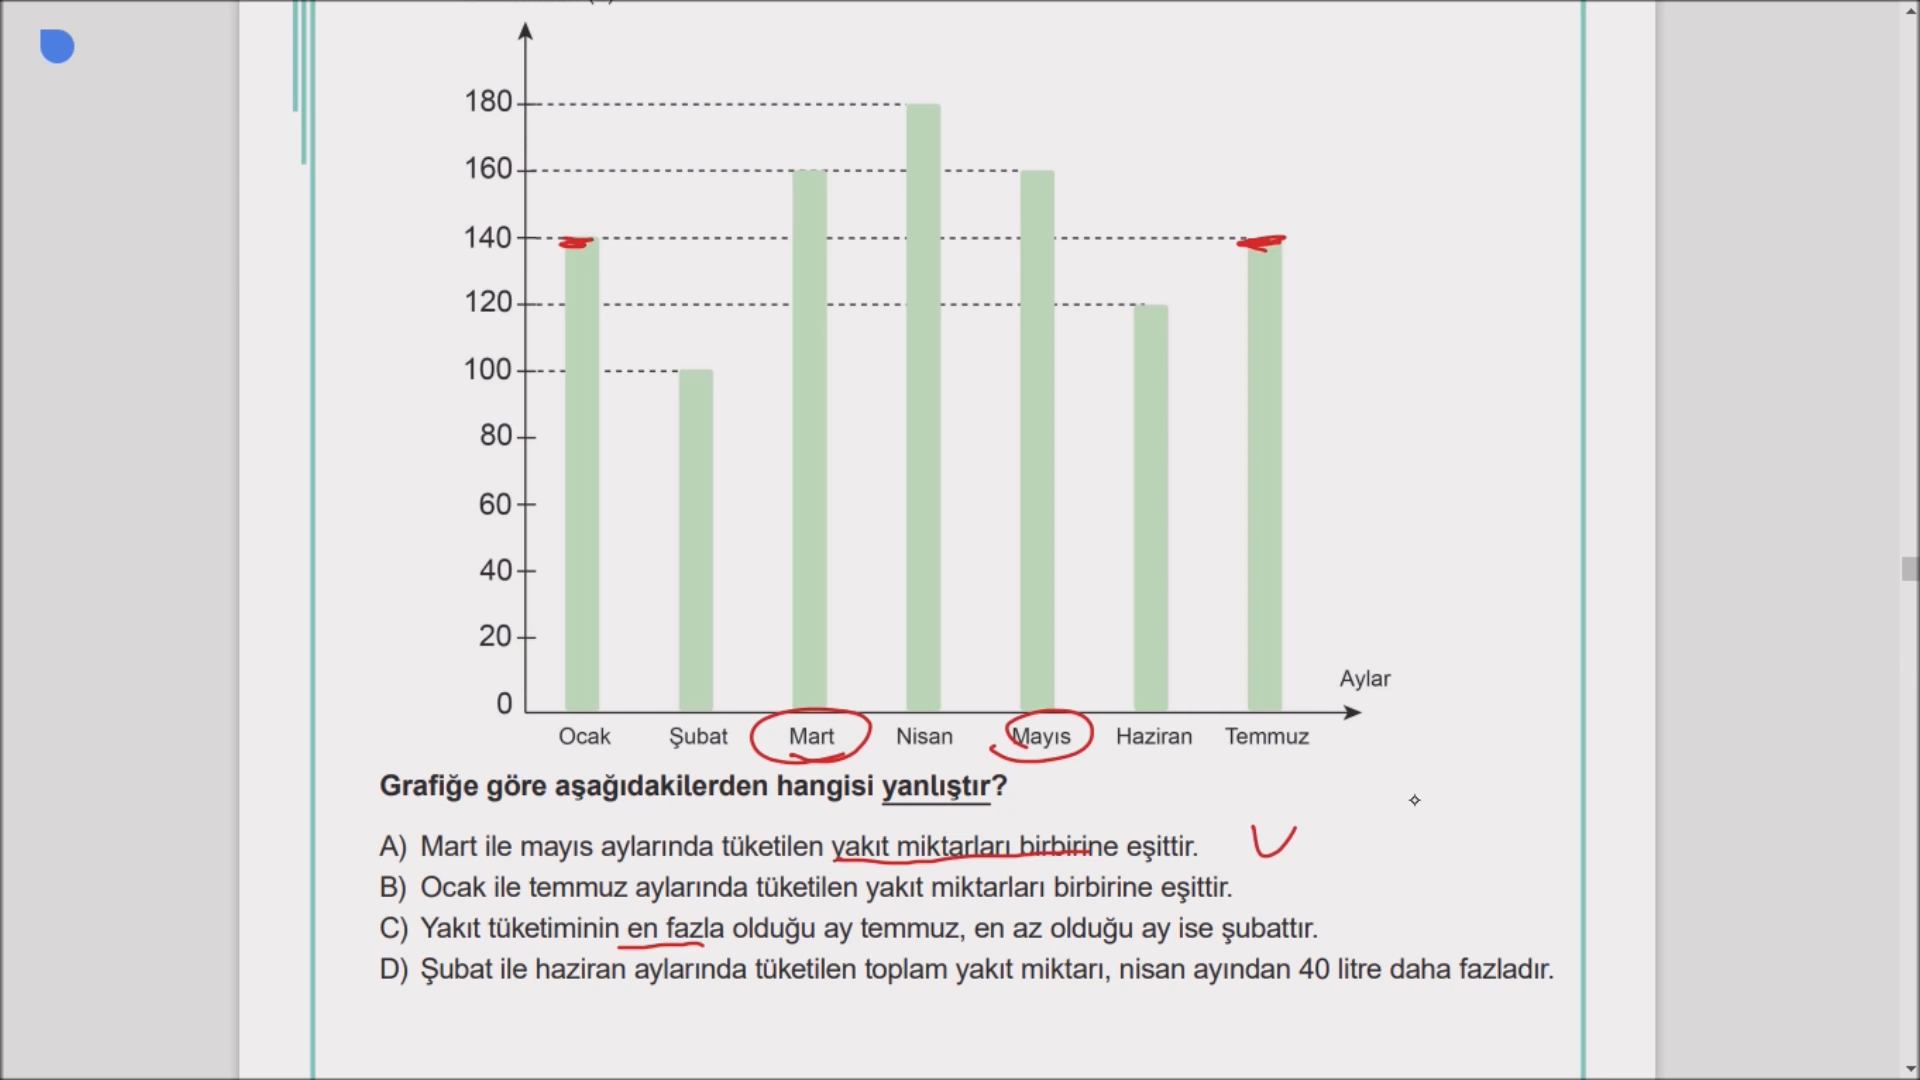 180
160
140
120
100
80
60
40
20
0
Aylar
Ocak Şubat Mart Nisan Mayıs Haziran Temmuz
Grafiğe göre aşağıdakilerden hangisi yanlıştır?
A) Mart ile mayıs aylarında tüketilen yakıt miktarları birbirine eşittir.
B) Ocak ile temmuz aylarında tüketilen yakıt miktarları birbirine eşittir.
C) Yakıt tüketiminin en fazla olduğu ay temmuz, en az olduğu ay ise şubattır.
D) Şubat ile haziran aylarında tüketilen toplam yakıt miktarı, nisan ayından 40 litre daha fazladır.